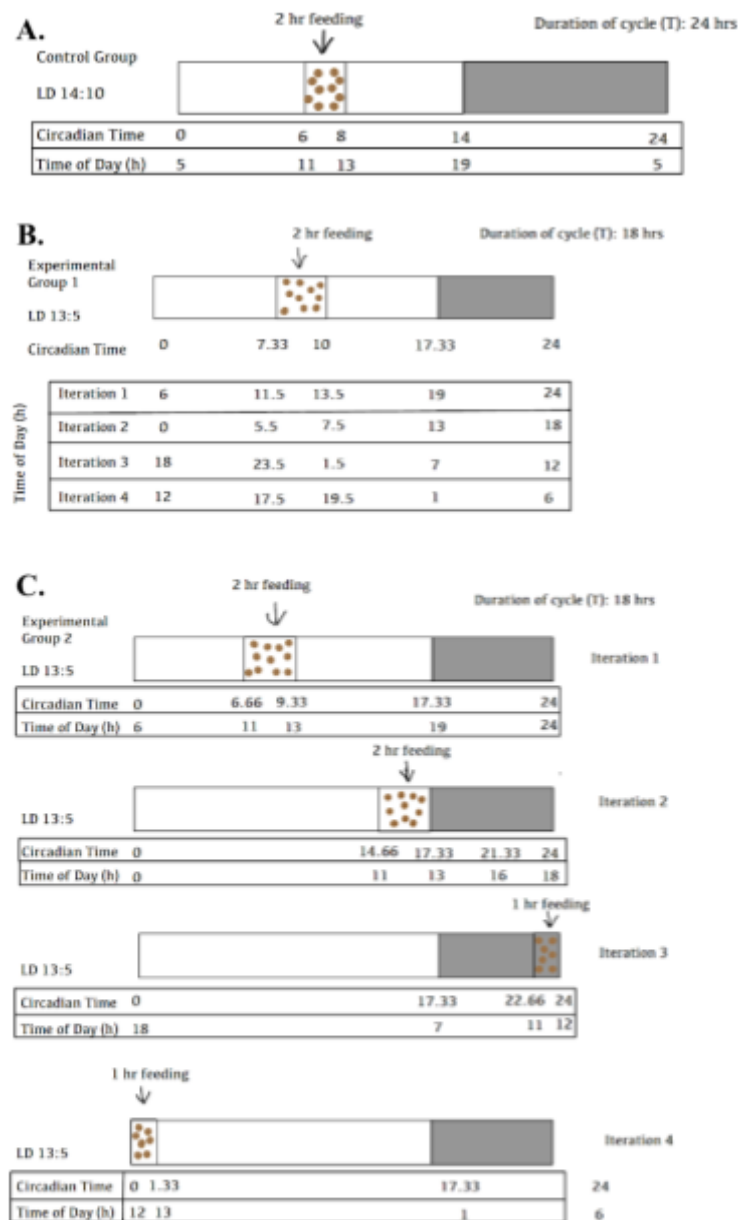 A.
2 hr feeding
Duration of cycle (T): 24 hrs
Control Group
LD 14:10
Circadian Time 0 6 8 14 24
Time of Day (h) 5 11 13 19 5
B.
2 hr feeding
Duration of cycle (T): 18 hrs
Experimental
Group 1
LD 13:5
Circadian Time 0 7.33 10 17.33 24
Time of Day (h)
Iteration 1 6 11.5 13.5 19 24
Iteration 2 0 5.5 7.5 13 18
Iteration 3 18 23.5 1.5 7 12
Iteration 4 12 17.5 19.5 1 6
C.
2 hr feeding
Duration of cycle (T): 18 hrs
Experimental
Group 2
LD 13:5
Iteration 1
Circadian Time 0 6.66 9.33 17.33 24
Time of Day (h) 6 11 13 19 24
2 hr feeding
LD 13:5
Iteration 2
Circadian Time 0 14.66 17.33 21.33 24
Time of Day (h) 0 11 13 16 18
1 hr feeding
LD 13:5
Iteration 3
Circadian Time 0 17.33 22.66 24
Time of Day (h) 18 7 11 12
1 hr feeding
LD 13:5
Iteration 4
Circadian Time 0 1.33 17.33 24
Time of Day (h) 12 13 1 6